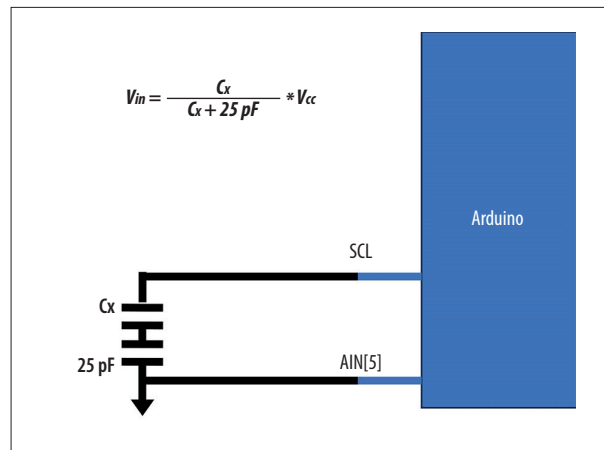 Vin = Cx / Cx + 25 pF * Vcc
Arduino
SCL
Cx
25 pF
AIN[5]